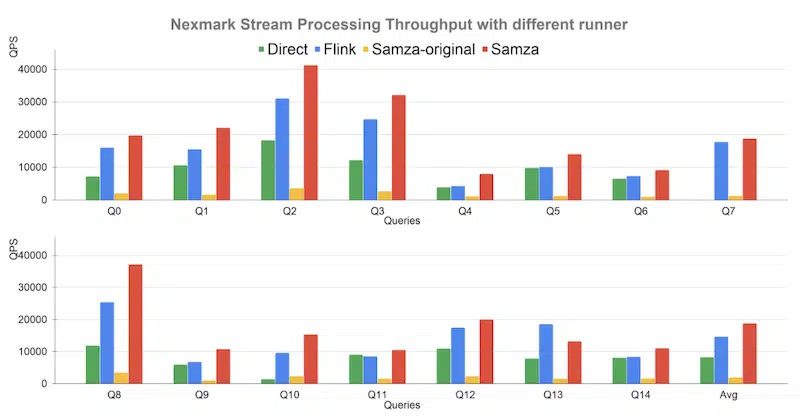 Nexmark Stream Processing Throughput with different runner
QPS
Direct Flink Samza-original Samza
40000
30000
20000
10000
0
Q0 Q1 Q2 Q3 Q4 Q5 Q6 Q7
Queries
QPS
40000
30000
20000
10000
0
Q8 Q9 Q10 Q11 Q12 Q13 Q14 Avg
Queries